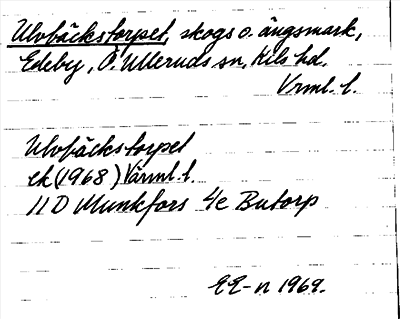 Ulvbäckstorpet, skogs o. ängsmark,
Edeby, Ö. Ulleruds sn, Kils hd.
Vrml. l.
Ulvbäckstorpet
ek (1968) Värml. l.
11 D Munkfors 4e Butorp
EE-n 1969.